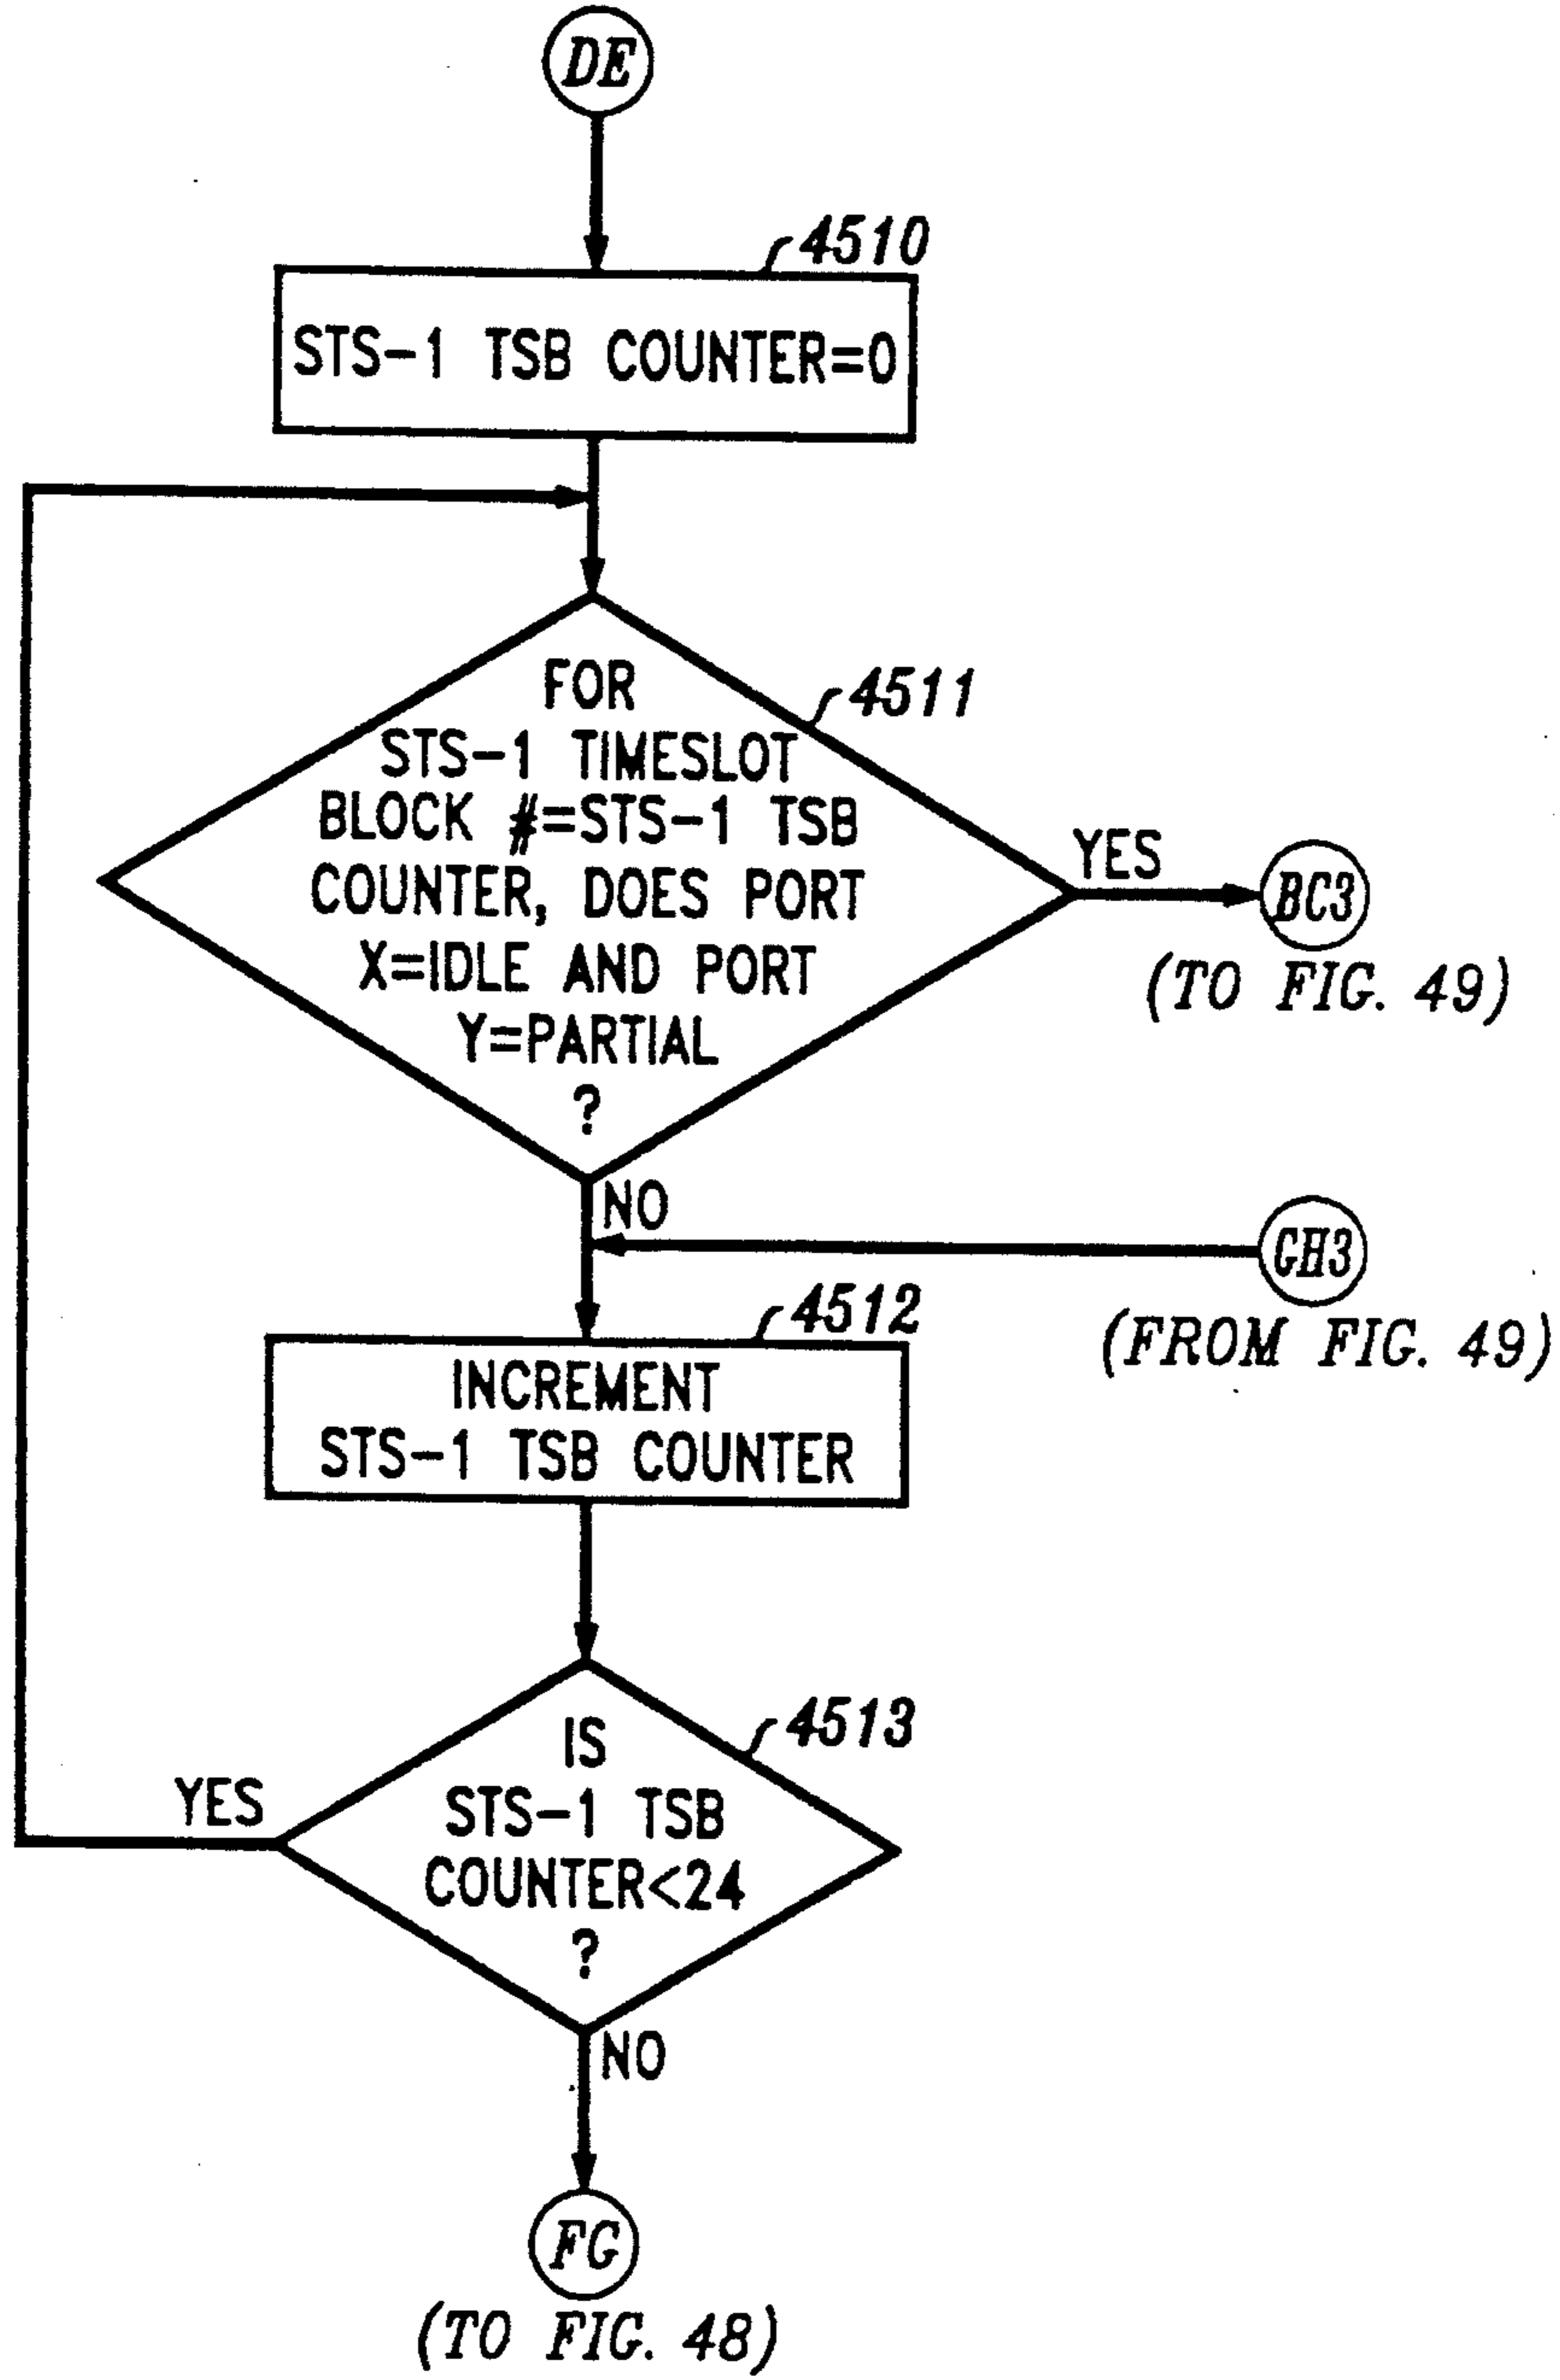 DE
4510
STS-1 TSB COUNTER=0
4511
FOR
STS-1 TIMESLOT
BLOCK #=STS-1 TSB
COUNTER, DOES PORT
X=IDLE AND PORT
Y=PARTIAL
?
YES
BC3
(TO FIG. 49)
NO
GH3
(FROM FIG. 49)
4512
INCREMENT
STS-1 TSB COUNTER
4513
IS
STS-1 TSB
COUNTER<24
?
YES
NO
FG
(TO FIG. 48)